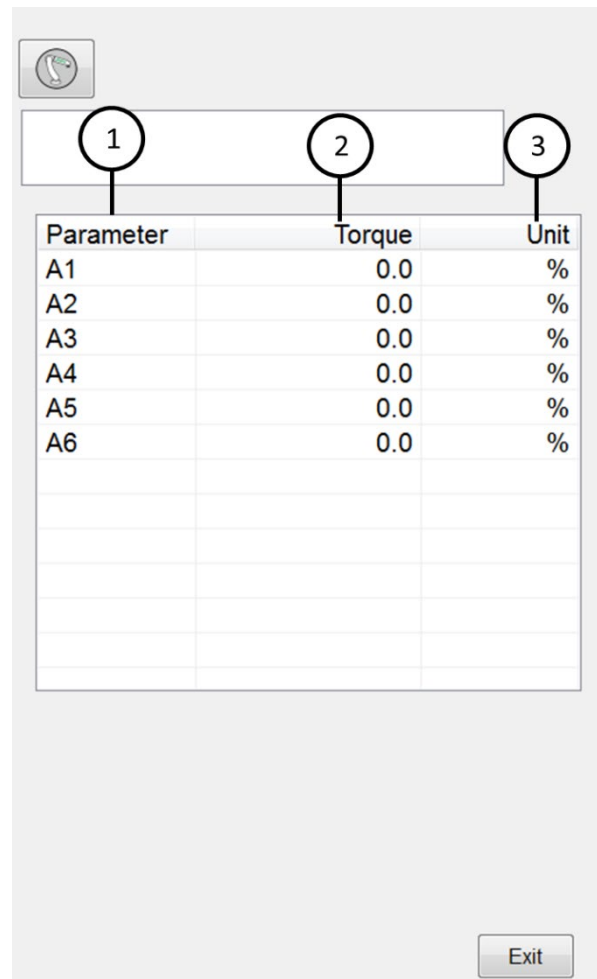 1 2 3
Parameter Torque Unit
A1 0.0 %
A2 0.0 %
A3 0.0 %
A4 0.0 %
A5 0.0 %
A6 0.0 %
Exit